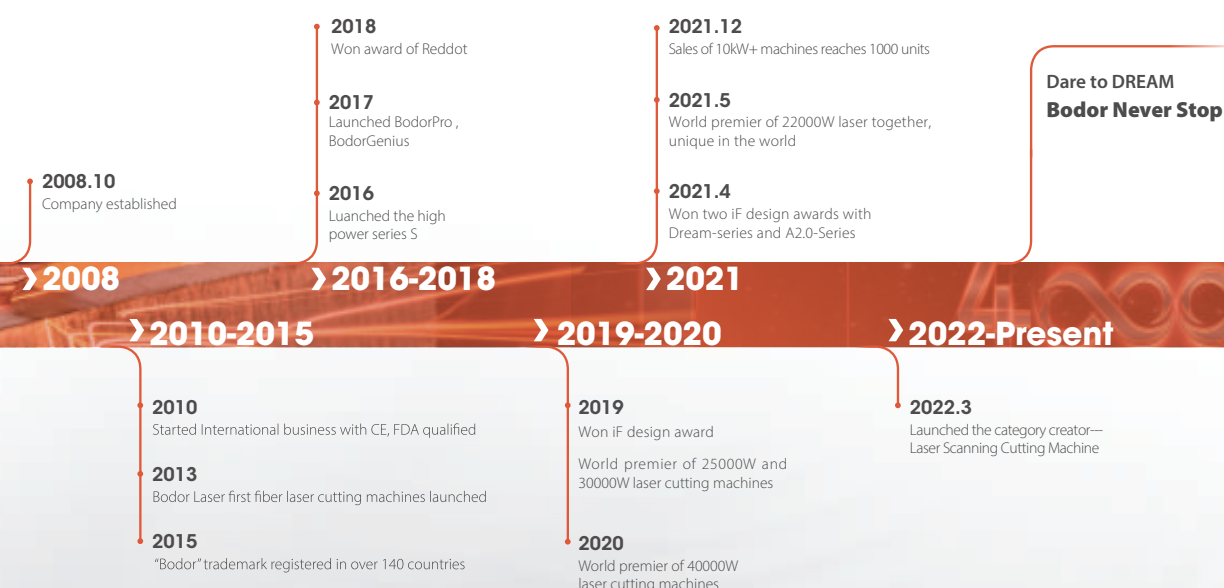 2008.10
Company established
2018
Won award of Reddot
2017
Launched BodorPro ,
BodorGenius
2016
Luanched the high
power series S
2021.12
Sales of 10kW+ machines reaches 1000 units
2021.5
World premier of 22000W laser together,
unique in the world
2021.4
Won two iF design awards with
Dream-series and A2.0-Series
Dare to DREAM
Bodor Never Stop
2008
2016-2018
2021
2010-2015
2019-2020
2022-Present
2010
Started International business with CE, FDA qualified
2013
Bodor Laser first fiber laser cutting machines launched
2015
"Bodor" trademark registered in over 140 countries
2019
Won iF design award
World premier of 25000W and
30000W laser cutting machines
2020
World premier of 40000W
laser cutting machines
2022.3
Launched the category creator---
Laser Scanning Cutting Machine